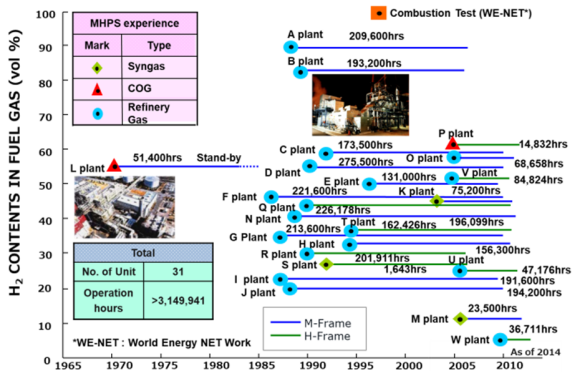 Combustion Test (WE-NET*)
H2 CONTENTS IN FUEL GAS (vol %)
100
90
80
70
60
50
40
30
20
10
0
1965
1970
1975
1980
1985
1990
1995
2000
2005
2010
2015
MHPS experience
Mark Type
Syngas
COG
Refinery
Gas
A plant 209,600hrs
B plant 193,200hrs
P plant 14,832hrs
C plant 173,500hrs
O plant 68,658hrs
L plant 51,400hrs Stand-by
D plant 275,500hrs
V plant 84,824hrs
E plant 131,000hrs
K plant 75,200hrs
F plant 221,600hrs
Q plant 226,178hrs
N plant 196,099hrs
T plant 162,426hrs
G Plant 213,600hrs
H plant 156,300hrs
R plant 201,911hrs
S plant 1,643hrs
U plant 47,176hrs
I plant 191,600hrs
J plant 194,200hrs
M plant 23,500hrs
W plant 36,711hrs
Total
No. of Unit 31
Operation
hours >3,149,941
M-Frame
H-Frame
*WE-NET : World Energy NET Work
As of 2014